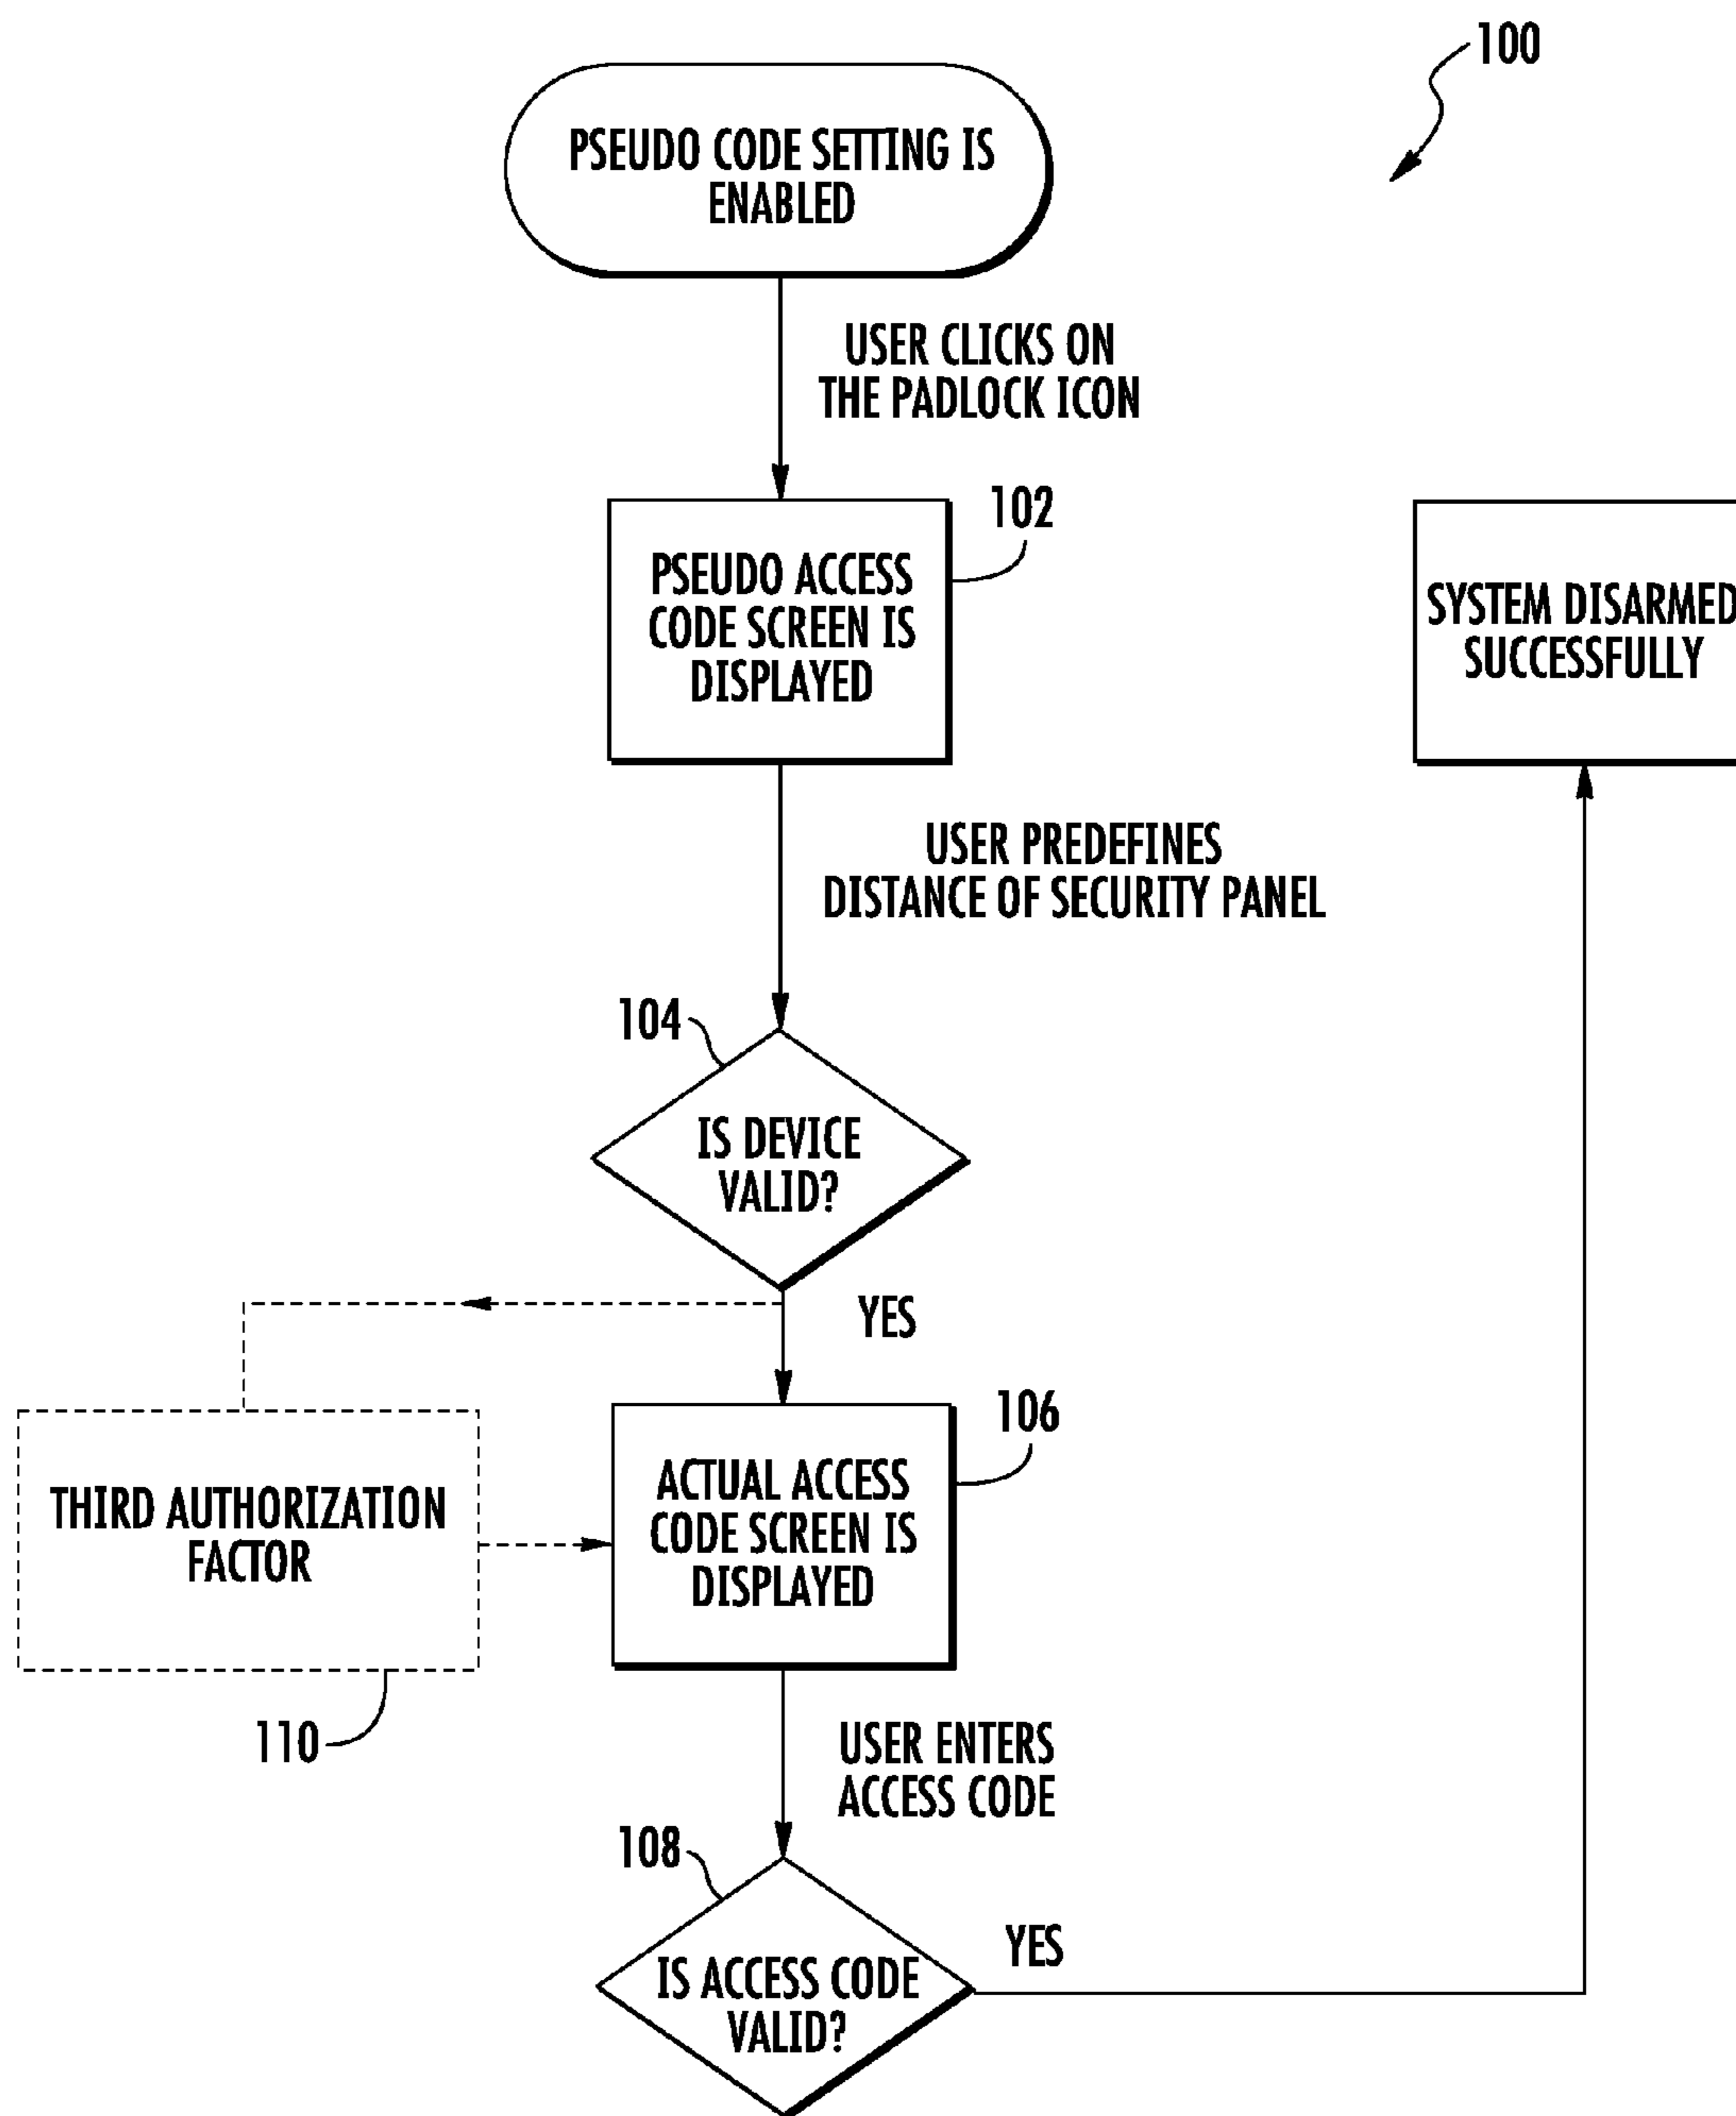 100
PSEUDO CODE SETTING IS
ENABLED
USER CLICKS ON
THE PADLOCK ICON
102
PSEUDO ACCESS
CODE SCREEN IS
DISPLAYED
SYSTEM DISARMED
SUCCESSFULLY
USER PREDEFINES
DISTANCE OF SECURITY PANEL
104
IS DEVICE
VALID?
YES
106
THIRD AUTHORIZATION
FACTOR
ACTUAL ACCESS
CODE SCREEN IS
DISPLAYED
110
USER ENTERS
ACCESS CODE
108
YES
IS ACCESS CODE
VALID?